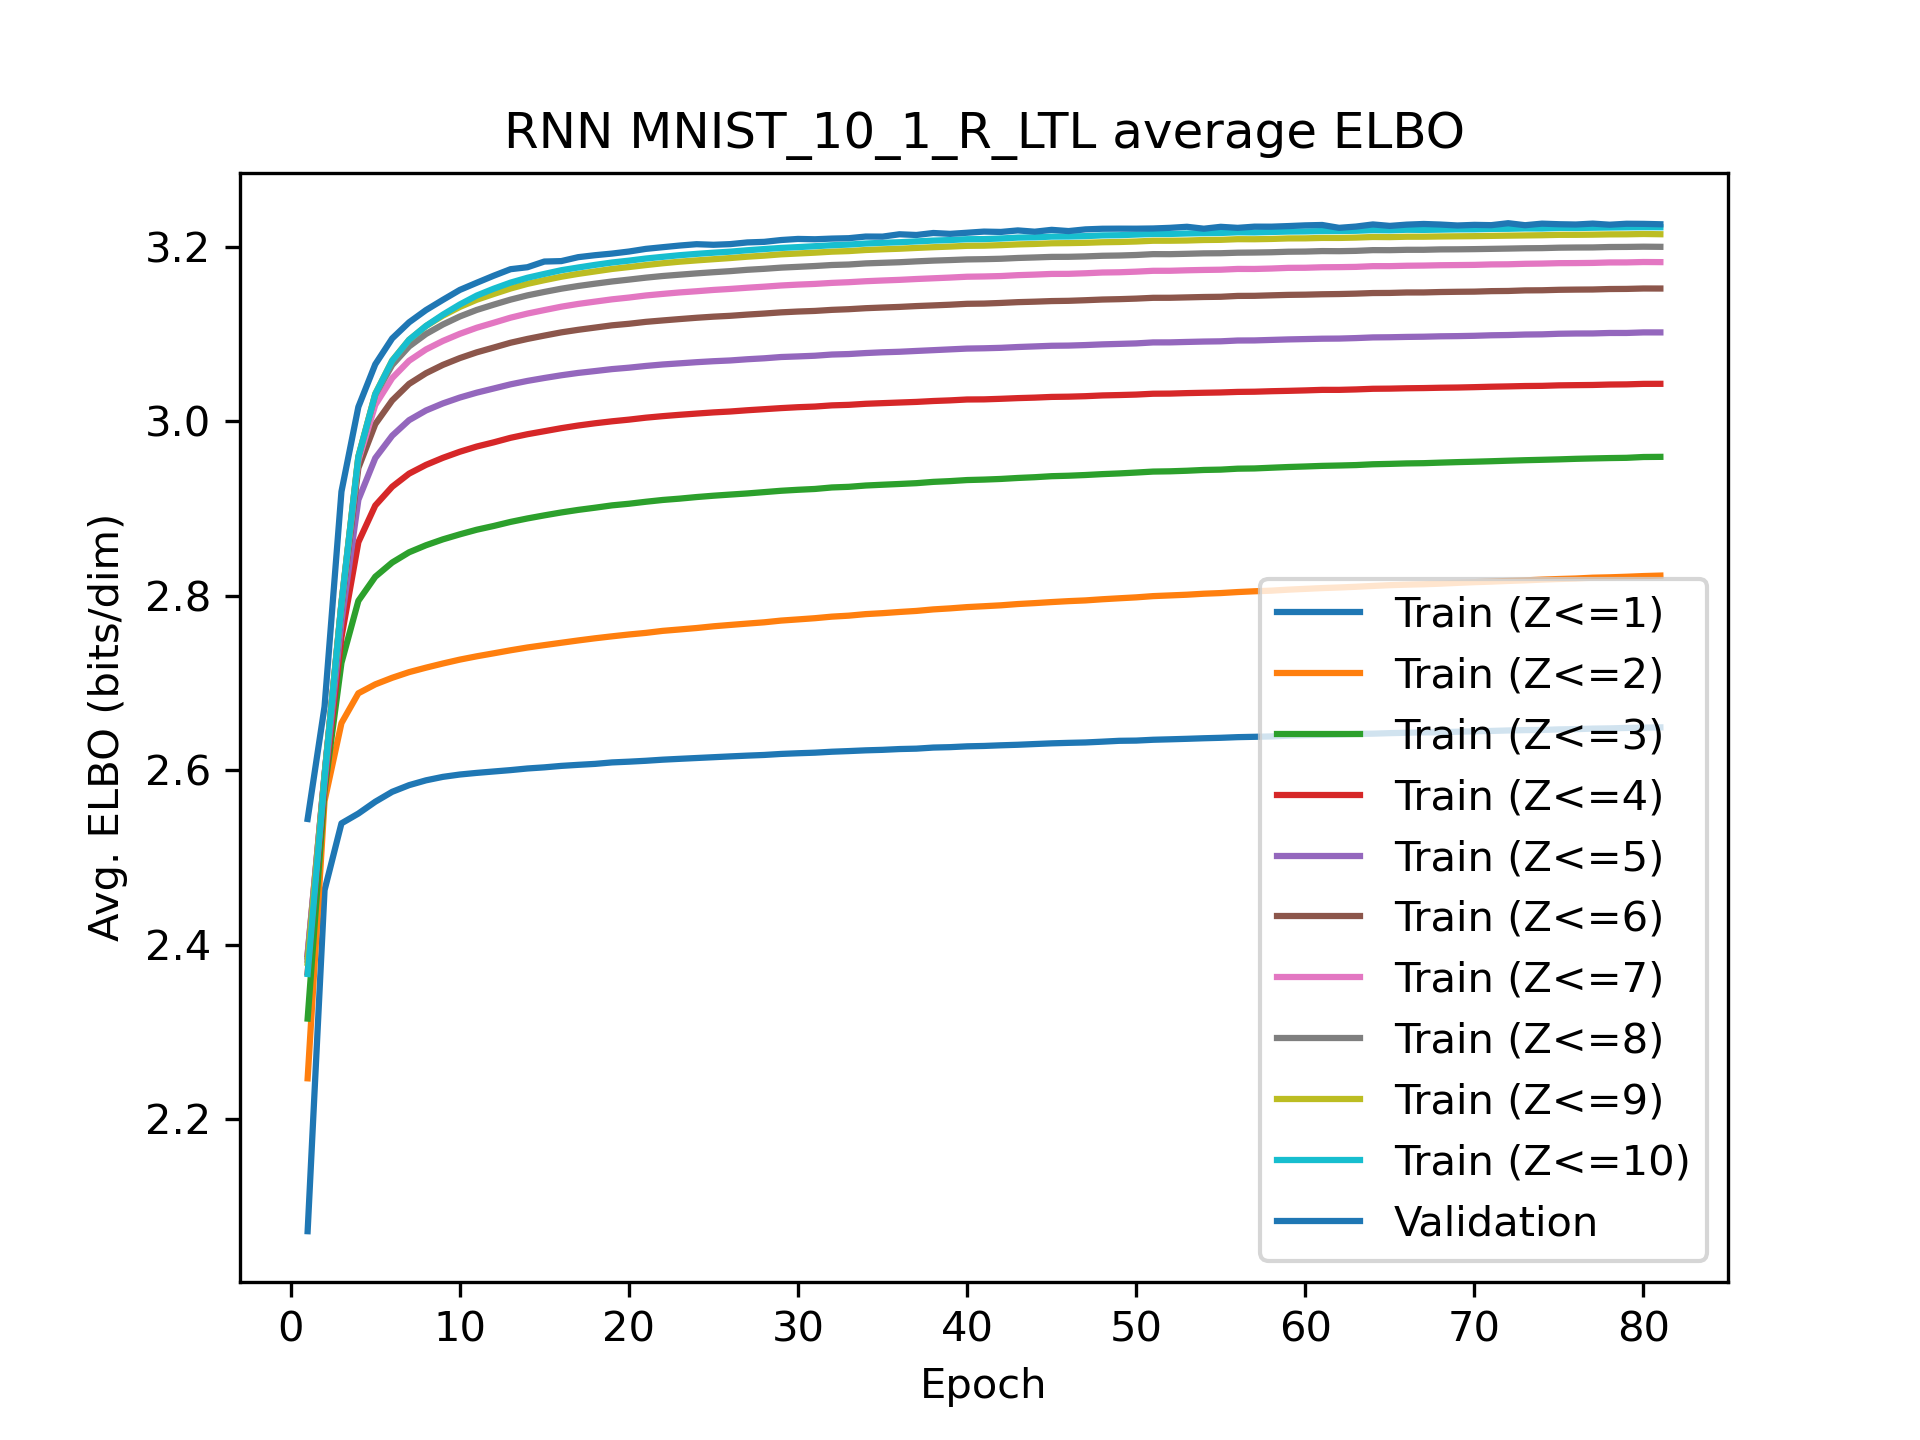 RNN MNIST_10_1_R_LTL average ELBO
Avg. ELBO (bits/dim)
3.2
3.0
2.8
2.6
2.4
2.2
Train (Z<=1)
Train (Z<=2)
Train (Z<=3)
Train (Z<=4)
Train (Z<=5)
Train (Z<=6)
Train (Z<=7)
Train (Z<=8)
Train (Z<=9)
Train (Z<=10)
Validation
0 10 20 30 40 50 60 70 80
Epoch